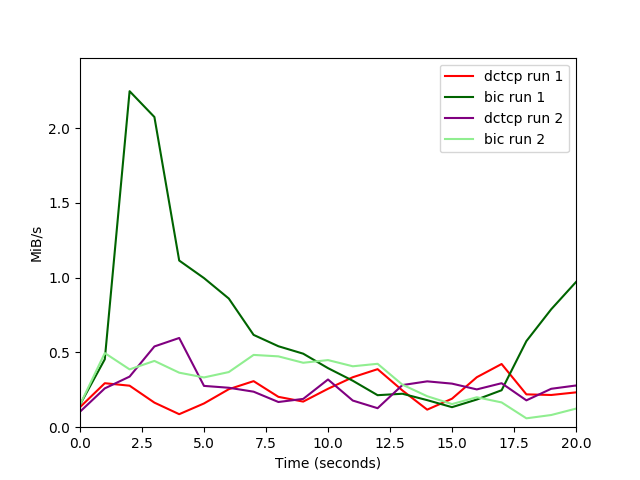 dctcp run 1
bic run 1
dctcp run 2
bic run 2
2.0
1.5
1.0
0.5
0.0
MiB/s
0.0 2.5 5.0 7.5 10.0 12.5 15.0 17.5 20.0
Time (seconds)